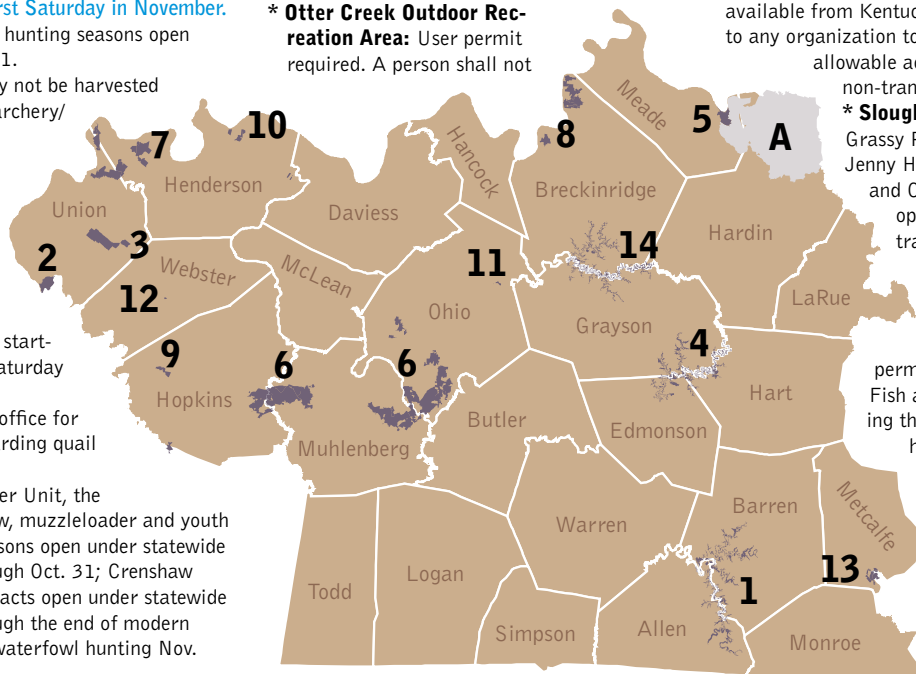 rst Saturday in November.
hunting seasons open
1.
y not be harvested
archery/
* Otter Creek Outdoor Rec-
reation Area: User permit
required. A person shall not
available from Kentuc
to any organization to
allowable ac
non-trans
* Slough
Grassy P
Jenny H
and C
op
tra
start-
aturday
office for
rding quail
er Unit, the
w, muzzleloader and youth
sons open under statewide
ugh Oct. 31; Crenshaw
acts open under statewide
ugh the end of modern
waterfowl hunting Nov.
perm
Fish a
ing th
h
7
10
8
5
A
Meade
Hancock
Henderson
Union
Daviess
Breckinridge
Hardin
2
3
12
Webster
McLean
11
14
Ohio
Grayson
LaRue
9
6
6
4
Hopkins
Muhlenberg
Butler
Edmonson
Hart
Warren
Barren
Metcalfe
Todd
Logan
Simpson
Allen
1
13
Monroe